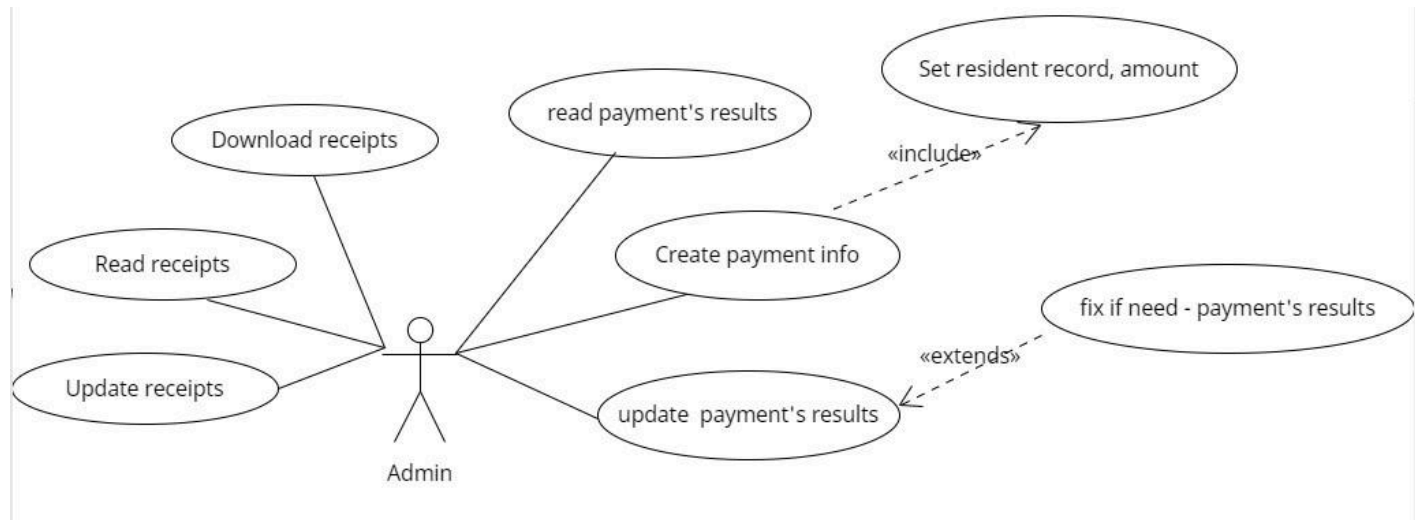 Set resident record, amount
read payment's results
Download receipts
«include»
Create payment info
Read receipts
fix if need - payment's results
«extends»
Update receipts
update payment's results
Admin